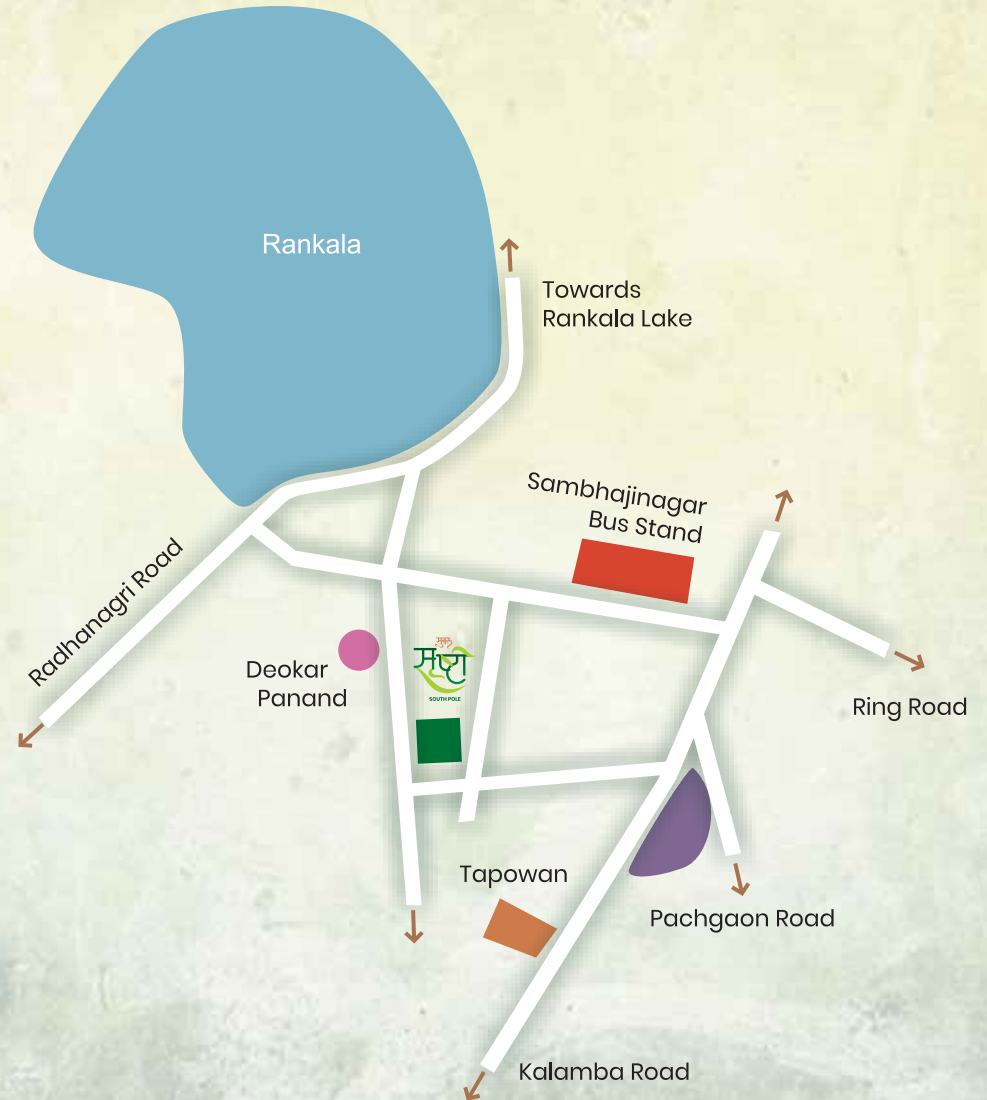 Rankala
Towards
Rankala Lake
Sambhajinagar
Bus Stand
Radhanagri Road
Deokar
Panand
SOUTH POLE
Ring Road
Tapowan
Pachgaon Road
Kalamba Road